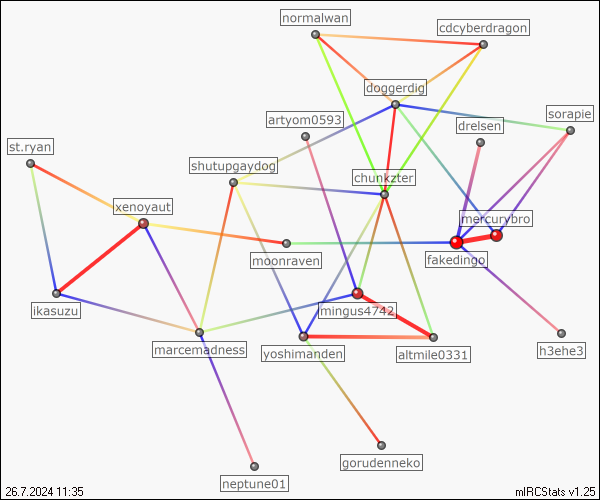 normalwan
cdcyberdragon
doggerdig
artyom0593
sorapie
drelsen
st.ryan
shutupgaydog
chunkzter
xenoyaut
mercurybro
moonraven
fakedingo
ikasuzu
mingus4742
marcemadness
yoshimanden
altmile0331
h3ehe3
gorudenneko
neptune01
26.7.2024 11:35
mIRCStats v1.25